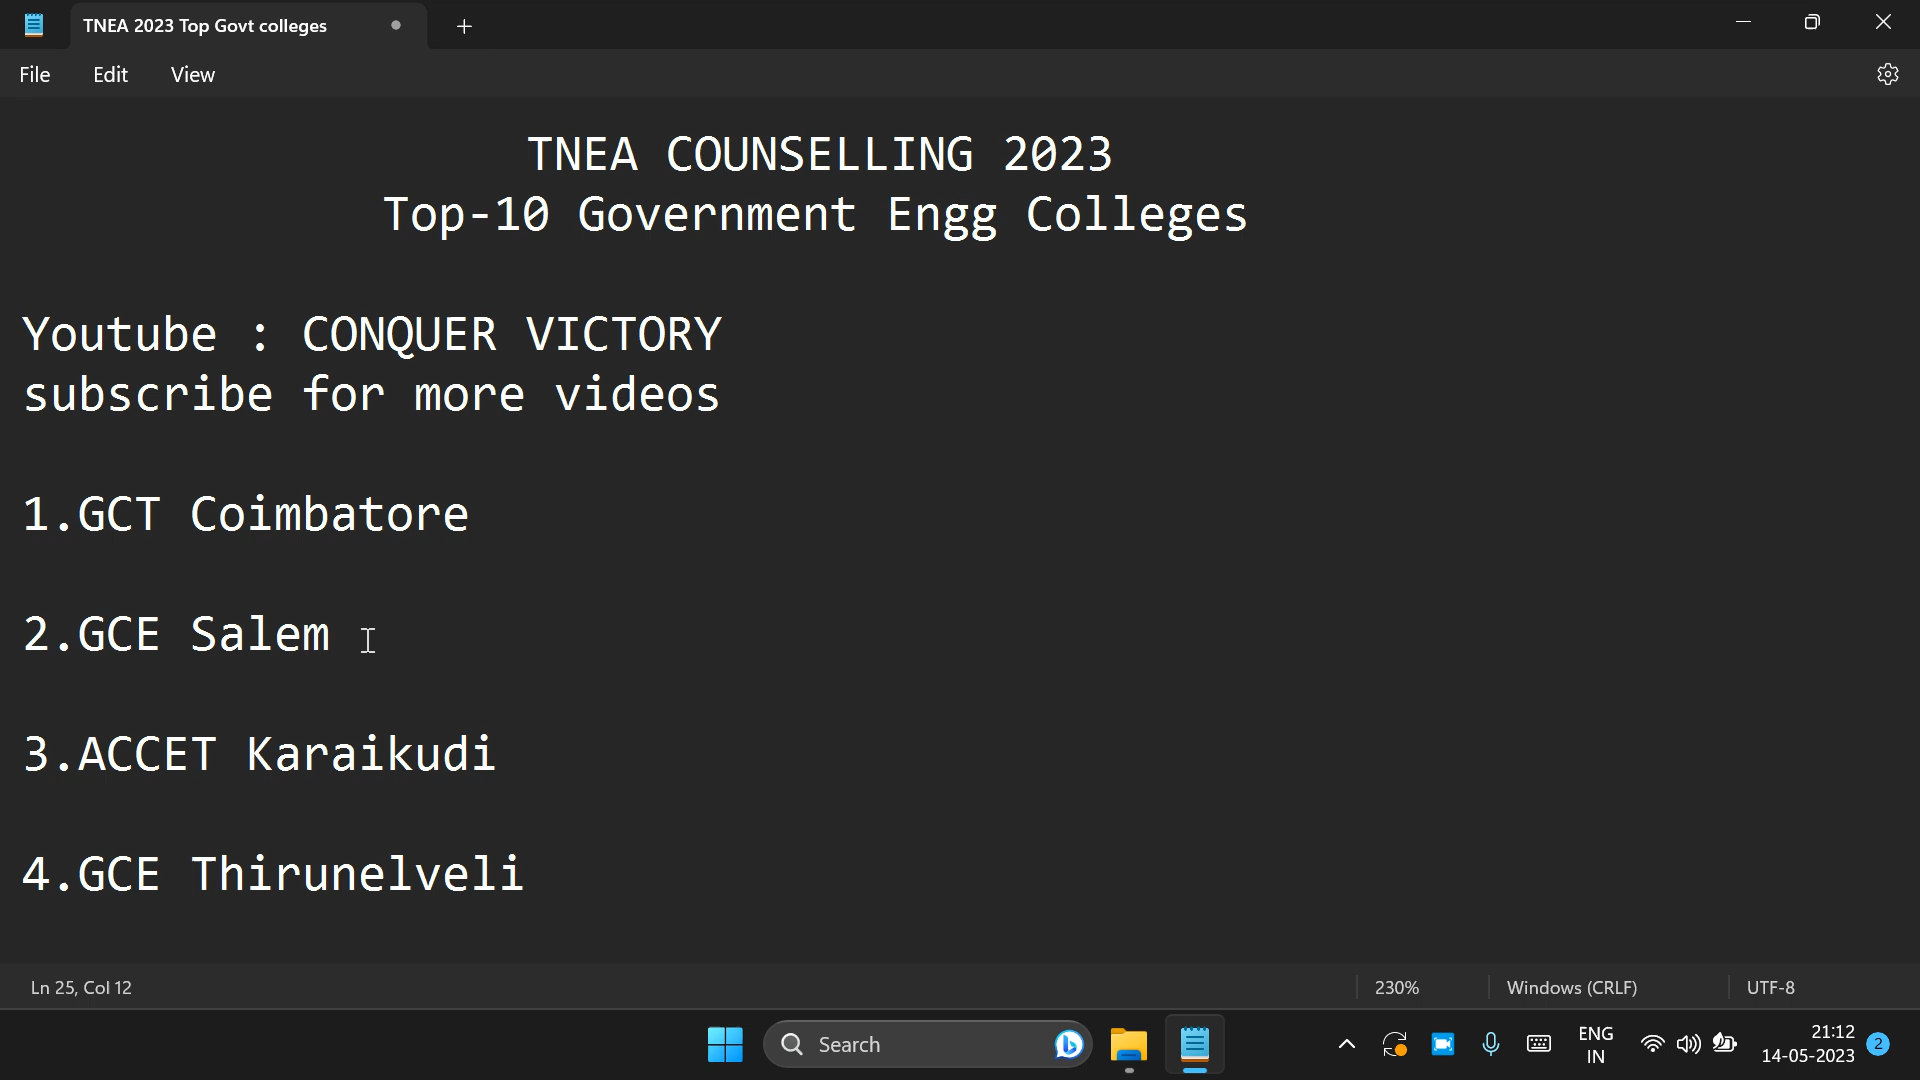 TNEA 2023 Top Govt colleges
File Edit View
TNEA COUNSELLING 2023
Top-10 Government Engg Colleges
Youtube : CONQUER VICTORY
subscribe for more videos
1.GCT Coimbatore
2.GCE Salem
3.ACCET Karaikudi
4.GCE Thirunelveli
Ln 25, Col 12 230% Windows (CRLF) UTF-8
Search
ENG
IN
21:12
14-05-2023
2